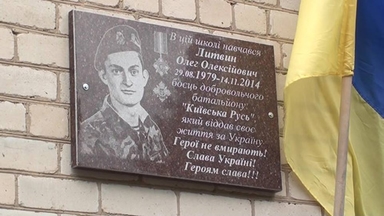 В цій школі навчався
Литвин
Олег Олексійович
29.08.1979-14.11.2014
боєць добровольчого
батальйону
"Київська Русь",
який віддав своє
життя за Україну
Герої не вмирають!
Слава Україні!
Героям слава!!!